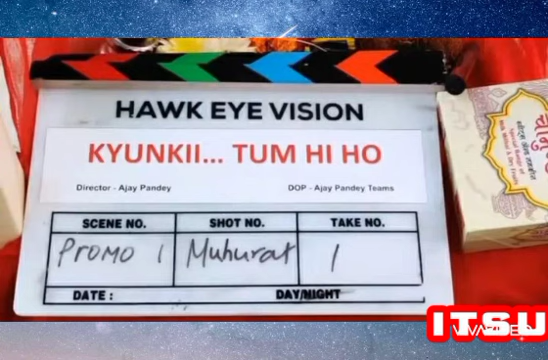 HAWK EYE VISION
KYUNKII... TUM HI HO
Director - Ajay Pandey
DOP - Ajay Pandey Teams
SCENE NO.
SHOT NO.
TAKE NO.
Promo 1
Muhurat
1
DATE :
DAY/NIGHT
ITSU